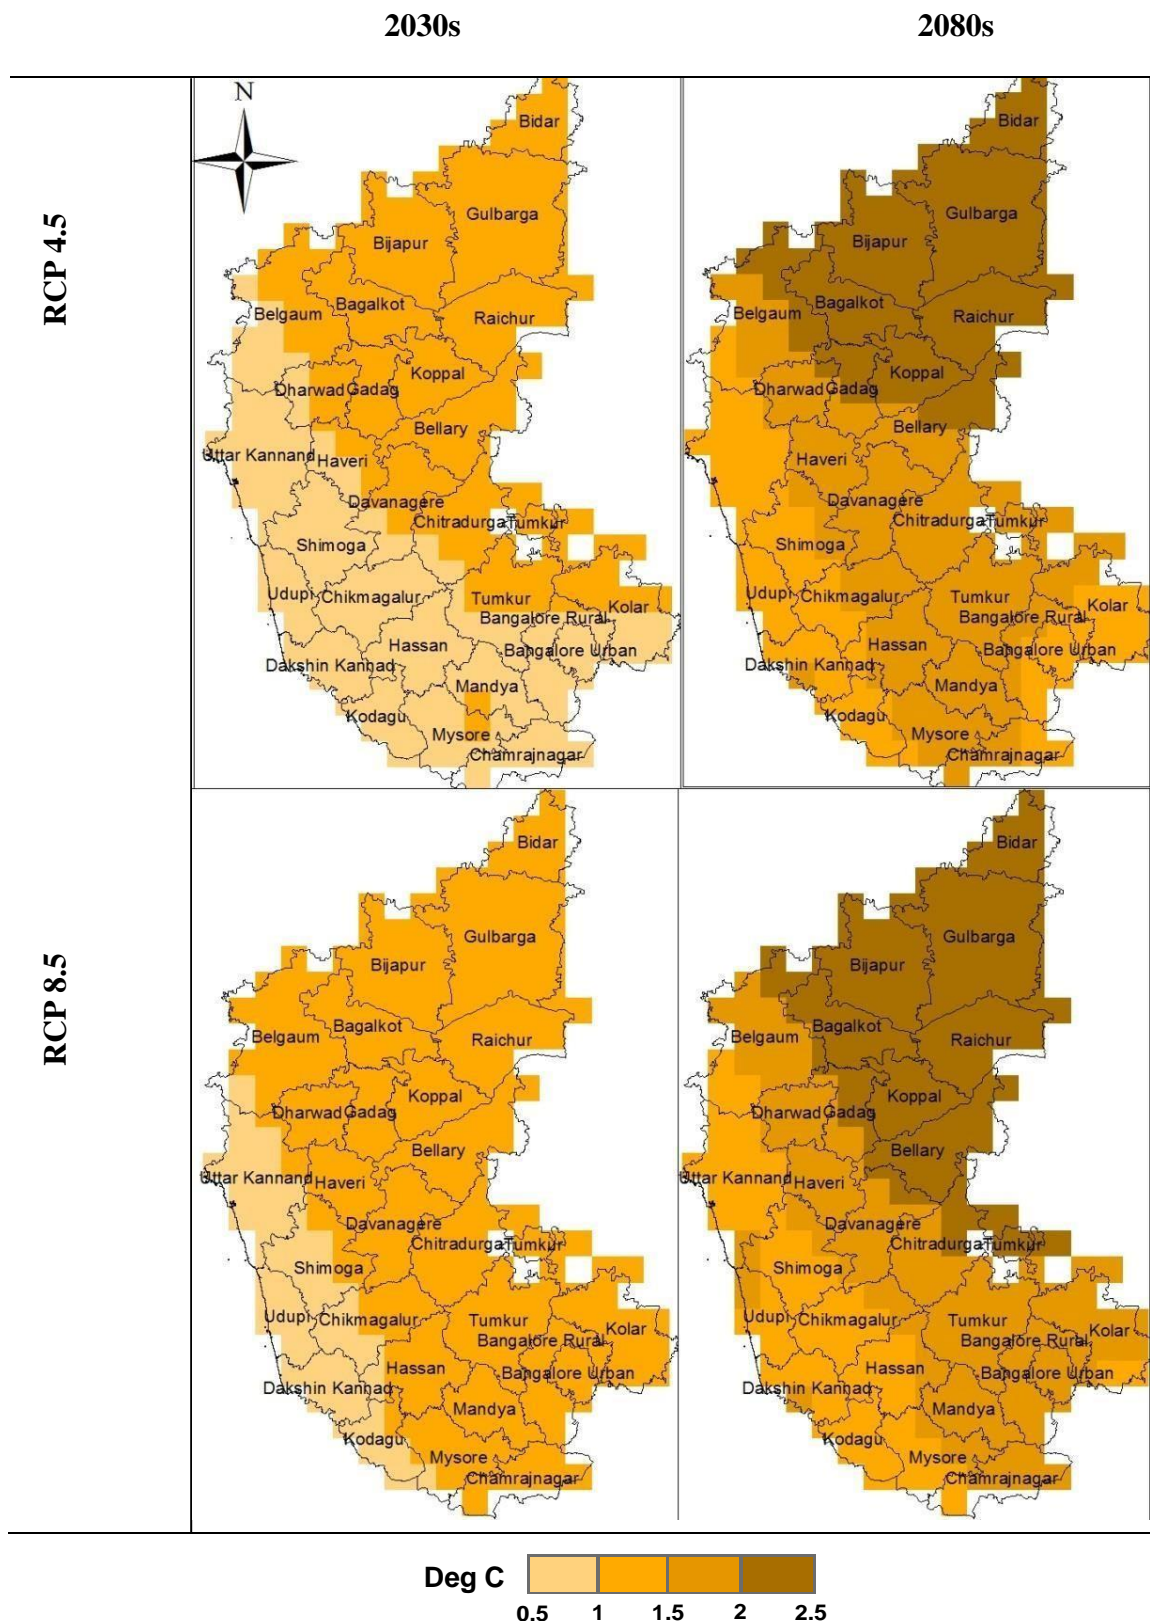 2030s 2080s
RCP 4.5
N
Bidar
Gulbarga
Bijapur
Bagalkot
Belgaum
Raichur
Koppal
Dharwad Gadag
Bellary
Uttar Kannand Haveri
Davanagere
Chitradurga Tumkur
Shimoga
Udupi Chikmagalur Tumkur Kolar
Bangalore Rural
Hassan Bangalore Urban
Dakshin Kannad
Mandya
Kodagu
Mysore
Chamrajnagar
Bidar
Gulbarga
Bijapur
Bagalkot
Belgaum
Raichur
Koppal
Dharwad Gadag
Bellary
Haveri
Davanagere
Chitradurga Tumkur
Shimoga
Udupi Chikmagalur Tumkur Kolar
Bangalore Rural
Hassan Bangalore Urban
Dakshin Kannad
Mandya
Kodagu
Mysore
Chamrajnagar
RCP 8.5
Bidar
Gulbarga
Bijapur
Bagalkot
Belgaum
Raichur
Koppal
Dharwad Gadag
Bellary
Uttar Kannand Haveri
Davanagere
Chitradurga Tumkur
Shimoga
Udupi Chikmagalur Tumkur Kolar
Bangalore Rural
Hassan Bangalore Urban
Dakshin Kannad
Mandya
Kodagu
Mysore
Chamrajnagar
Bidar
Gulbarga
Bijapur
Bagalkot
Belgaum
Raichur
Koppal
Dharwad Gadag
Bellary
Uttar Kannand Haveri
Davanagere
Chitradurga Tumkur
Shimoga
Udupi Chikmagalur Tumkur Kolar
Bangalore Rural
Hassan Bangalore Urban
Dakshin Kannad
Mandya
Kodagu
Mysore
Chamrajnagar
Deg C
0.5 1 1.5 2 2.5